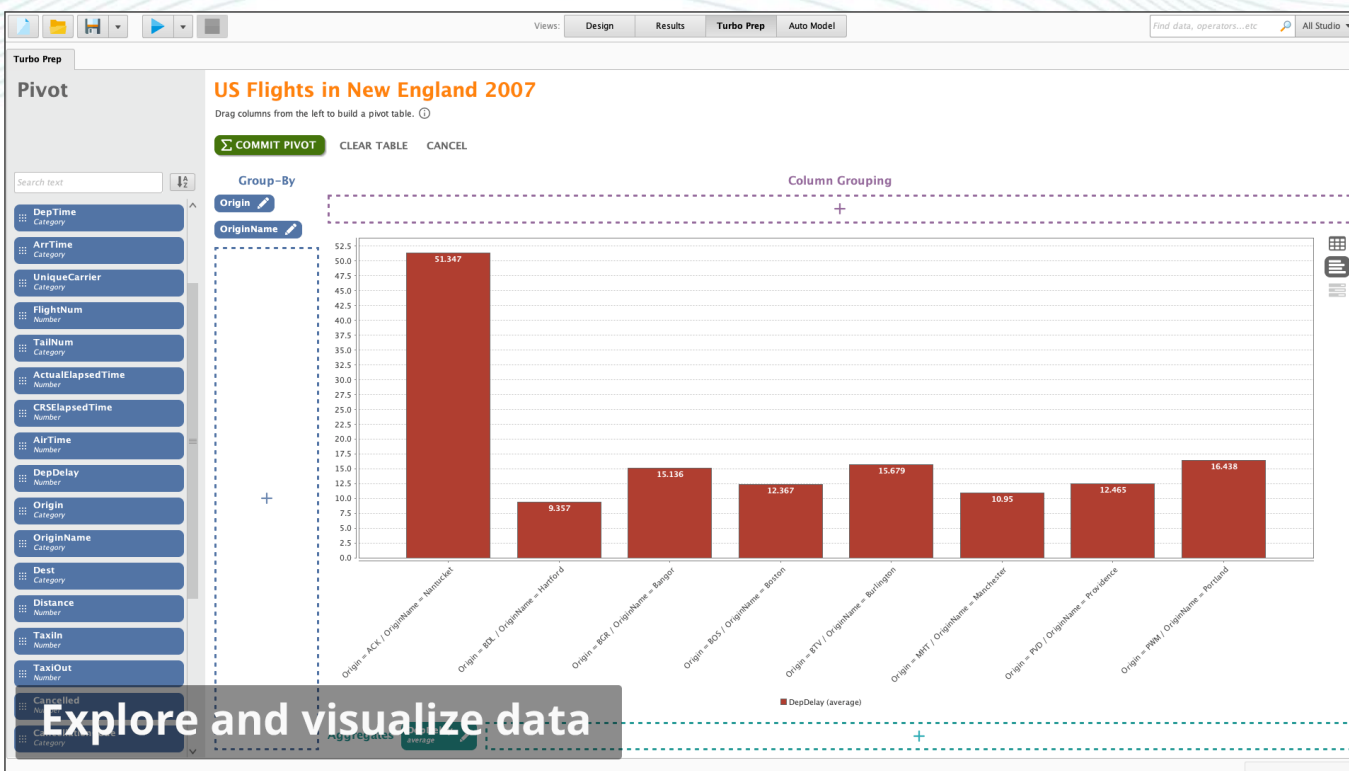 Views: Design Results Turbo Prep Auto Model
Find data, operators...etc
All Studio
Turbo Prep
Pivot
US Flights in New England 2007
Drag columns from the left to build a pivot table.
∑ COMMIT PIVOT CLEAR TABLE CANCEL
Search text
Group-By
Column Grouping
Origin
OriginName
+
+
DepTime
Category
ArrTime
Category
UniqueCarrier
Category
FlightNum
Number
TailNum
Category
ActualElapsedTime
Number
CRSElapsedTime
Number
AirTime
Number
DepDelay
Number
Origin
Category
OriginName
Category
Dest
Category
Distance
Number
TaxiIn
Number
TaxiOut
Number
Cancelled
Category
52.5
50.0
47.5
45.0
42.5
40.0
37.5
35.0
32.5
30.0
27.5
25.0
22.5
20.0
17.5
15.0
12.5
10.0
7.5
5.0
2.5
0.0
51.347
9.357
15.136
12.367
15.679
10.95
12.465
16.438
Origin = ACK / OriginName = Nantucket
Origin = BDL / OriginName = Hartford
Origin = BGR / OriginName = Bangor
Origin = BOS / OriginName = Boston
Origin = BTV / OriginName = Burlington
Origin = MHT / OriginName = Manchester
Origin = PVD / OriginName = Providence
Origin = PWM / OriginName = Portland
DepDelay (average)
Explore and visualize data
Aggregates
average
+